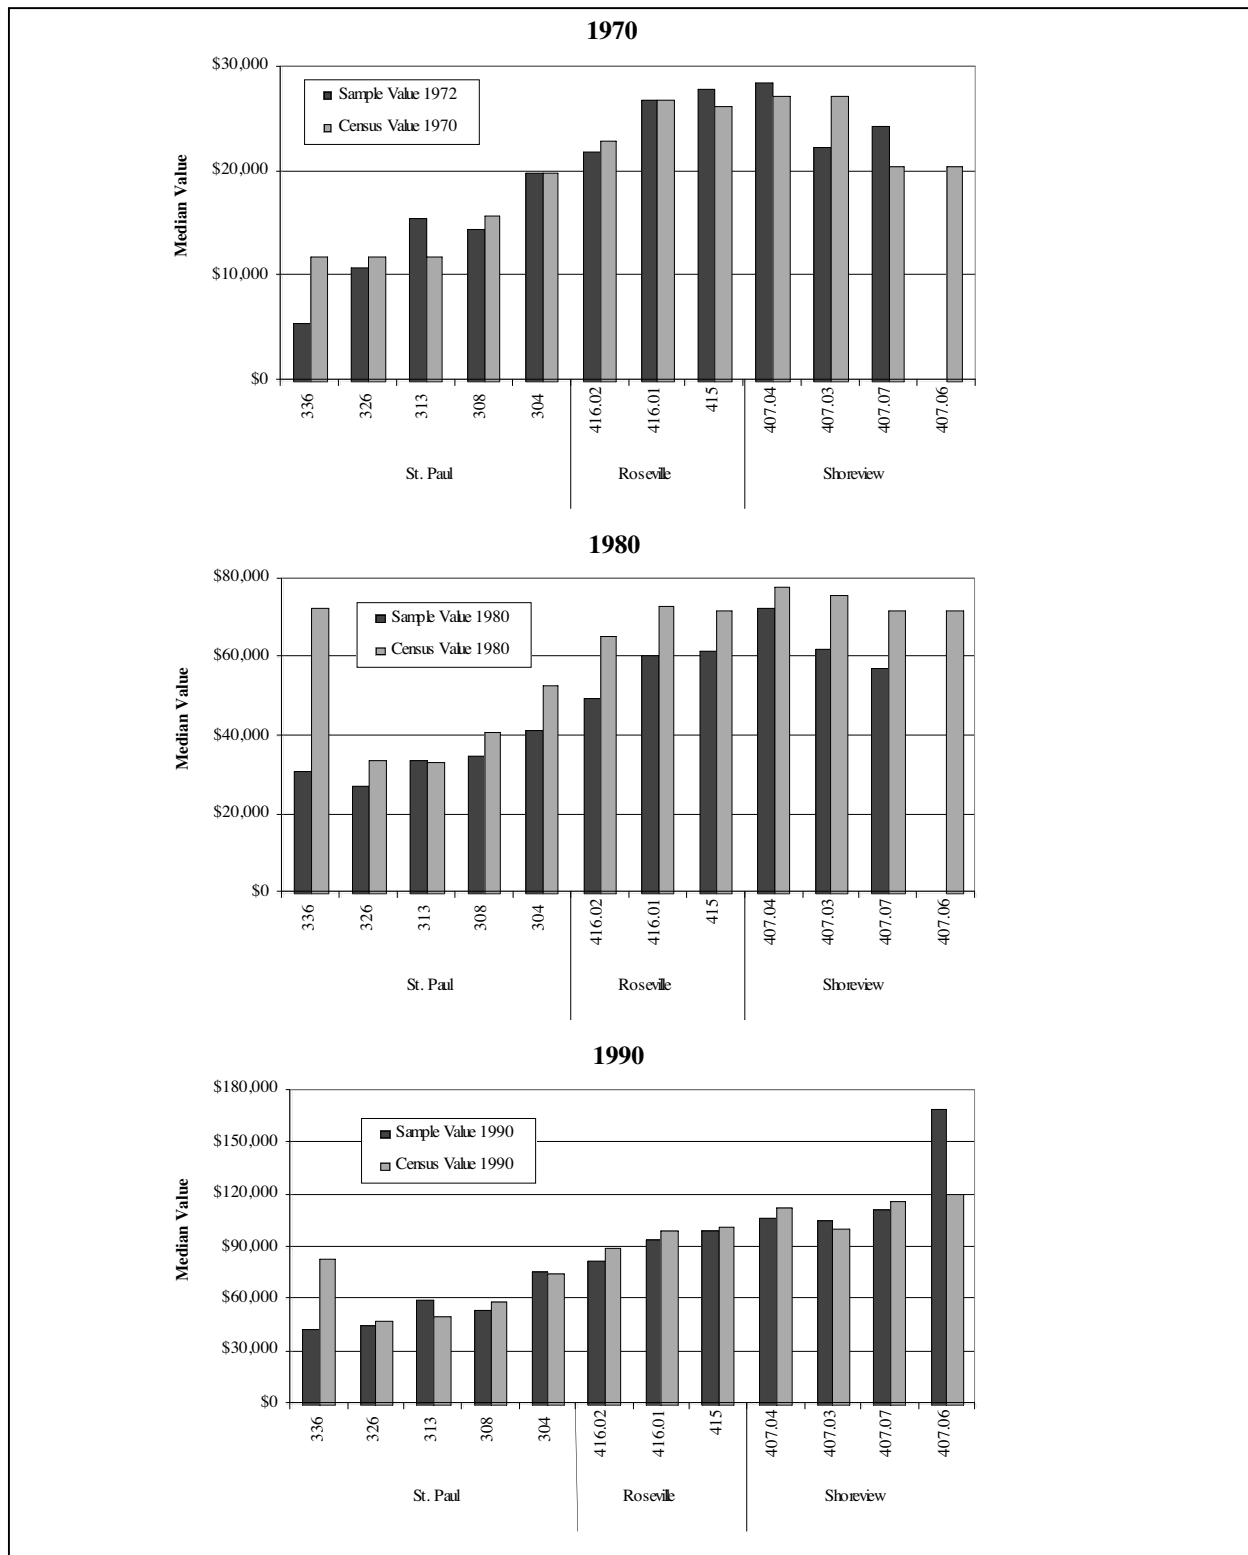 1970
$30,000
Sample Value 1972
Census Value 1970
$20,000
$10,000
$0
Median Value
336 326 313 308 304 416.02 416.01 415 407.04 407.03 407.07 407.06
St. Paul Roseville Shoreview
1980
$80,000
Sample Value 1980
Census Value 1980
$60,000
$40,000
$20,000
$0
Median Value
336 326 313 308 304 416.02 416.01 415 407.04 407.03 407.07 407.06
St. Paul Roseville Shoreview
1990
$180,000
Sample Value 1990
$150,000
Census Value 1990
$120,000
$90,000
$60,000
$30,000
$0
Median Value
336 326 313 308 304 416.02 416.01 415 407.04 407.03 407.07 407.06
St. Paul Roseville Shoreview